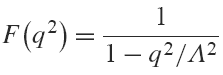 F(q²) = 1 / (1 − q²/Λ²)